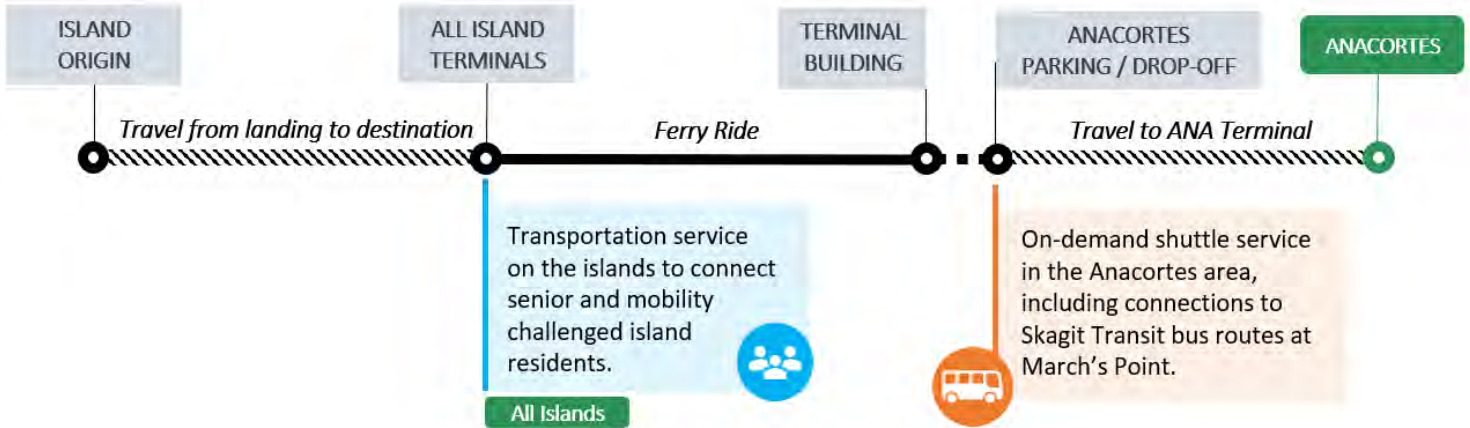 ISLAND
ORIGIN
ALL ISLAND
TERMINALS
TERMINAL
BUILDING
ANACORTES
PARKING / DROP-OFF
ANACORTES
Travel from landing to destination
Ferry Ride
Travel to ANA Terminal
Transportation service
on the islands to connect
senior and mobility
challenged island
residents.
All Islands
On-demand shuttle service
in the Anacortes area,
including connections to
Skagit Transit bus routes at
March's Point.